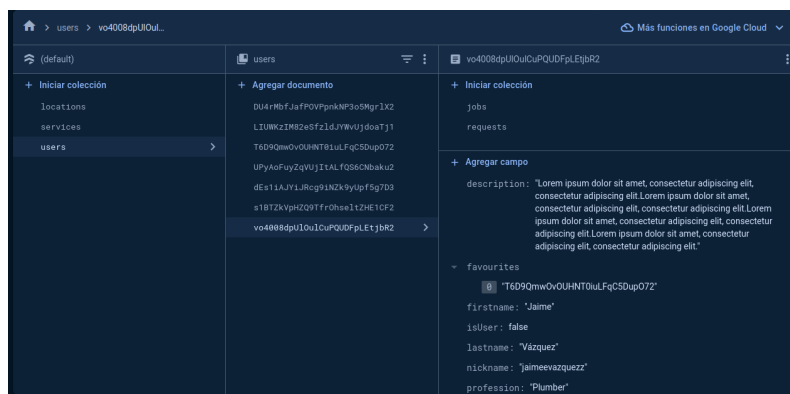 users > vo4008dpUlOul...
Más funciones en Google Cloud
(default)
users
vo4008dpUlOulCuPQUDFpLEtjbR2
+ Iniciar colección
locations
services
users
+ Agregar documento
DU4rMbfJafPOVPpnkNP3o5MgrlX2
LIUWKzIM82eSfzldJYWvUjdoaTj1
T6D9QmwOvOUHNT0iuLFqC5DupO72
UPyAoFuyZqVUjItALfQS6CNbaku2
dEs1iAJYiJRcg9iNZk9yUpf5g7D3
s1BTZkVpHZQ9TfrOhseltZHE1CF2
vo4008dpUlOulCuPQUDFpLEtjbR2
+ Iniciar colección
jobs
requests
+ Agregar campo
description: "Lorem ipsum dolor sit amet, consectetur adipiscing elit,
consectetur adipiscing elit.Lorem ipsum dolor sit amet,
consectetur adipiscing elit, consectetur adipiscing elit.Lorem
ipsum dolor sit amet, consectetur adipiscing elit, consectetur
adipiscing elit.Lorem ipsum dolor sit amet, consectetur
adipiscing elit, consectetur adipiscing elit."
favourites
0 "T6D9QmwOvOUHNT0iuLFqC5DupO72"
firstname: "Jaime"
isUser: false
lastname: "Vázquez"
nickname: "jaimeevazquezz"
profession: "Plumber"